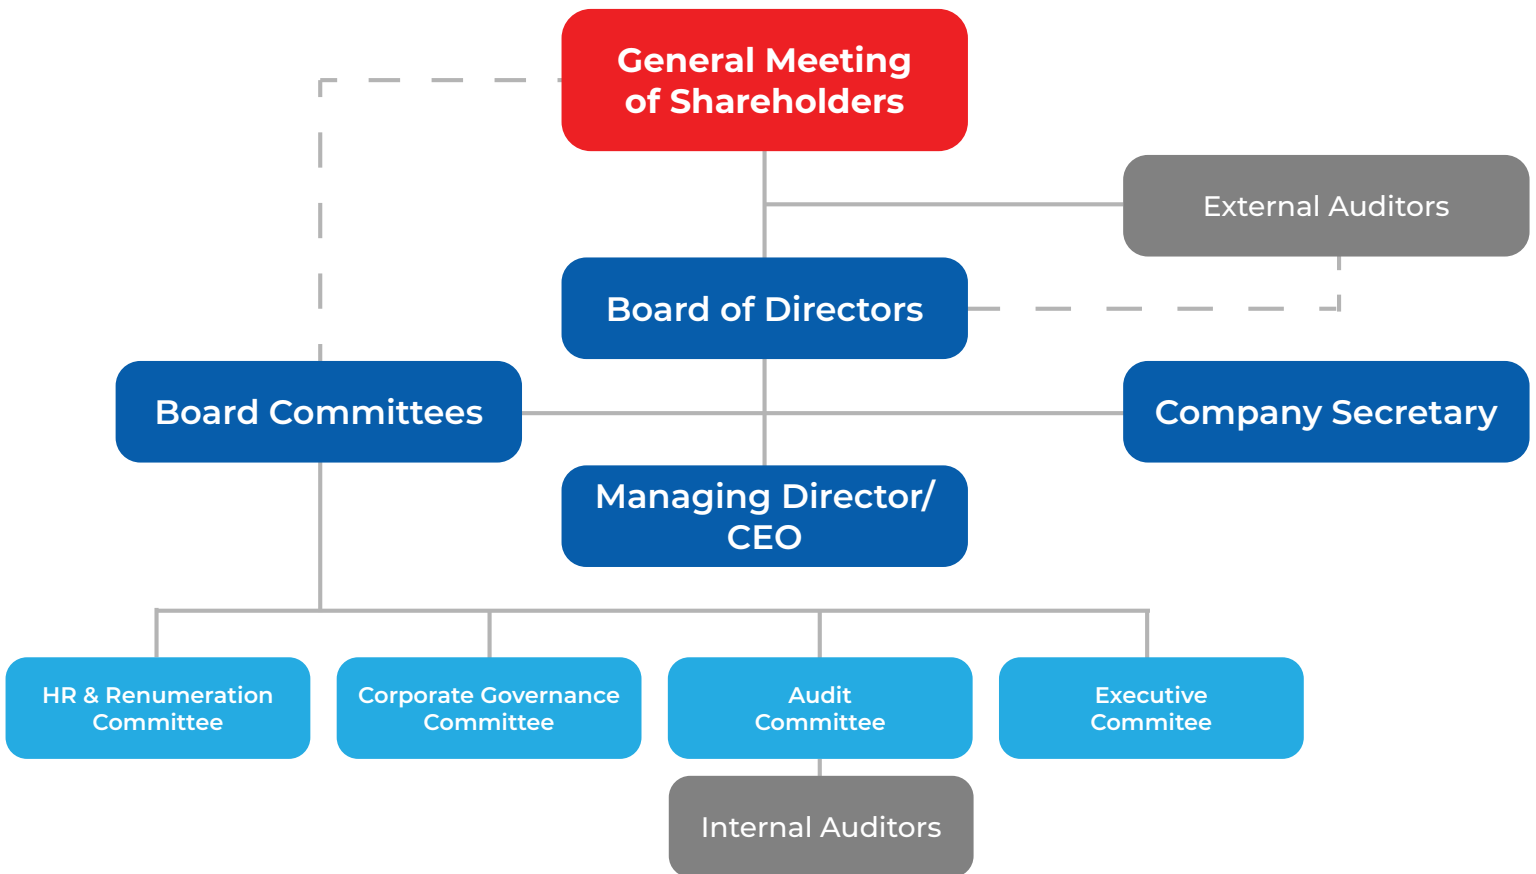 General Meeting
of Shareholders
External Auditors
Board of Directors
Board Committees
Company Secretary
Managing Director/
CEO
HR & Renumeration
Committee
Corporate Governance
Committee
Audit
Committee
Executive
Commitee
Internal Auditors